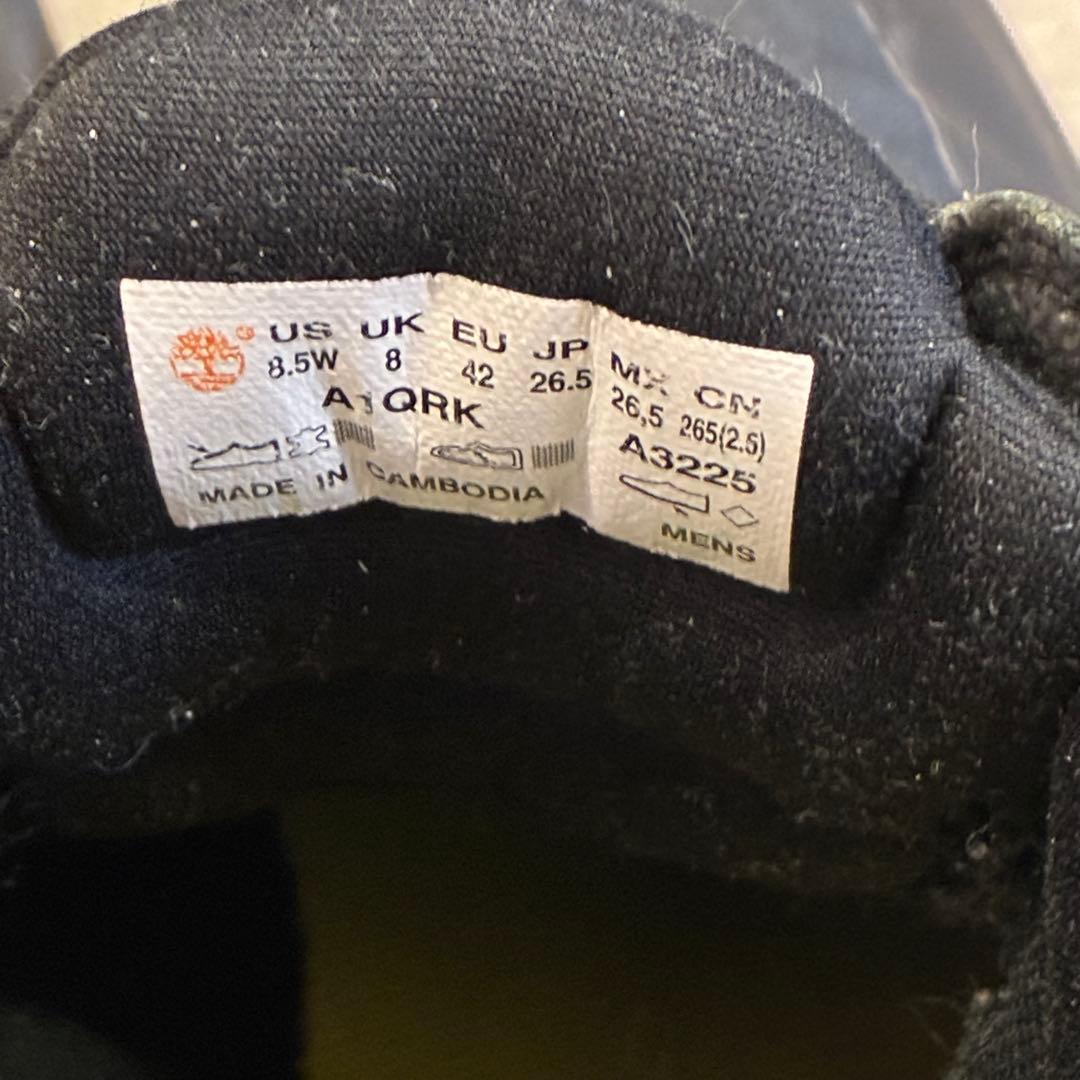 US UK EU JP MX CN
8.5W 8 42 26.5 26,5 265(2.5)
A1QRK A3225
MADE IN CAMBODIA MENS